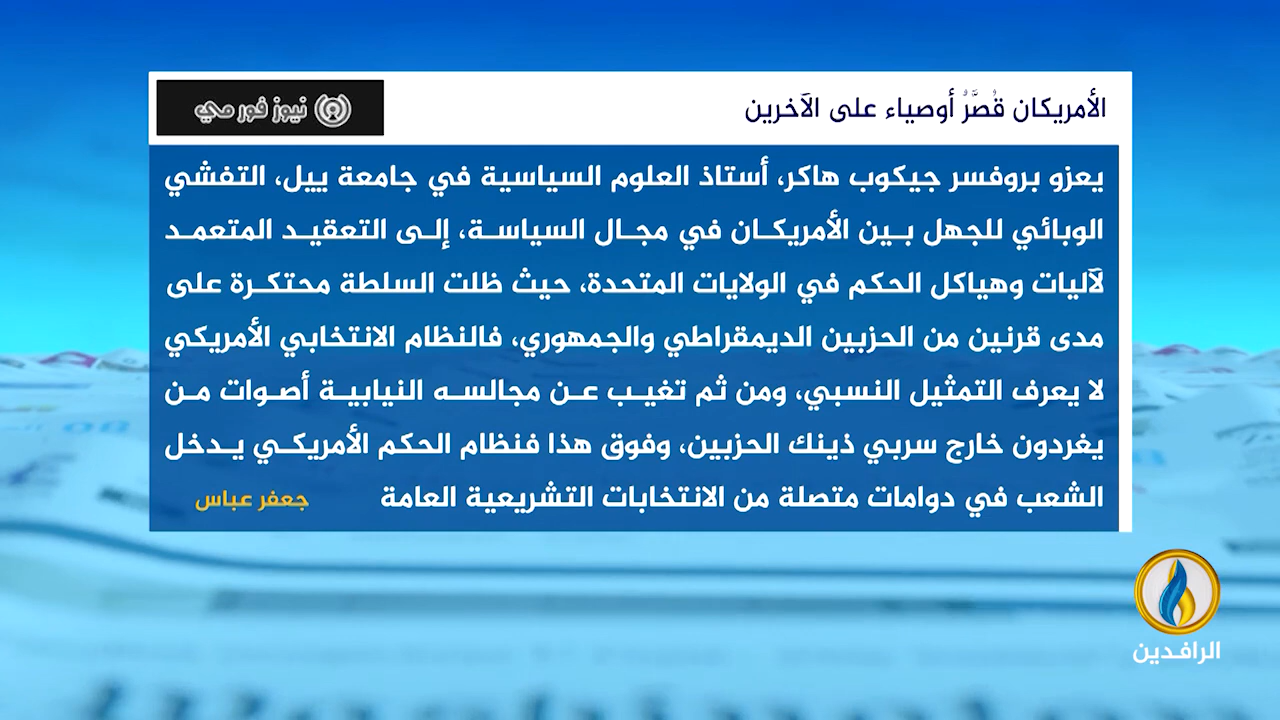 الأمريكان قُصَّرٌ أوصياء على الآخرين
نيوز فور مي
يعزو بروفسر جيكوب هاكر، أستاذ العلوم السياسية في جامعة ييل، التفشي
الوبائي للجهل بين الأمريكان في مجال السياسة، إلى التعقيد المتعمد
لآليات وهياكل الحكم في الولايات المتحدة، حيث ظلت السلطة محتكرة على
مدى قرنين من الحزبين الديمقراطي والجمهوري، فالنظام الانتخابي الأمريكي
لا يعرف التمثيل النسبي، ومن ثم تغيب عن مجالسه النيابية أصوات من
يغردون خارج سربي ذينك الحزبين، وفوق هذا فنظام الحكم الأمريكي يدخل
الشعب في دوامات متصلة من الانتخابات التشريعية العامة
جعفر عباس
الرافدين